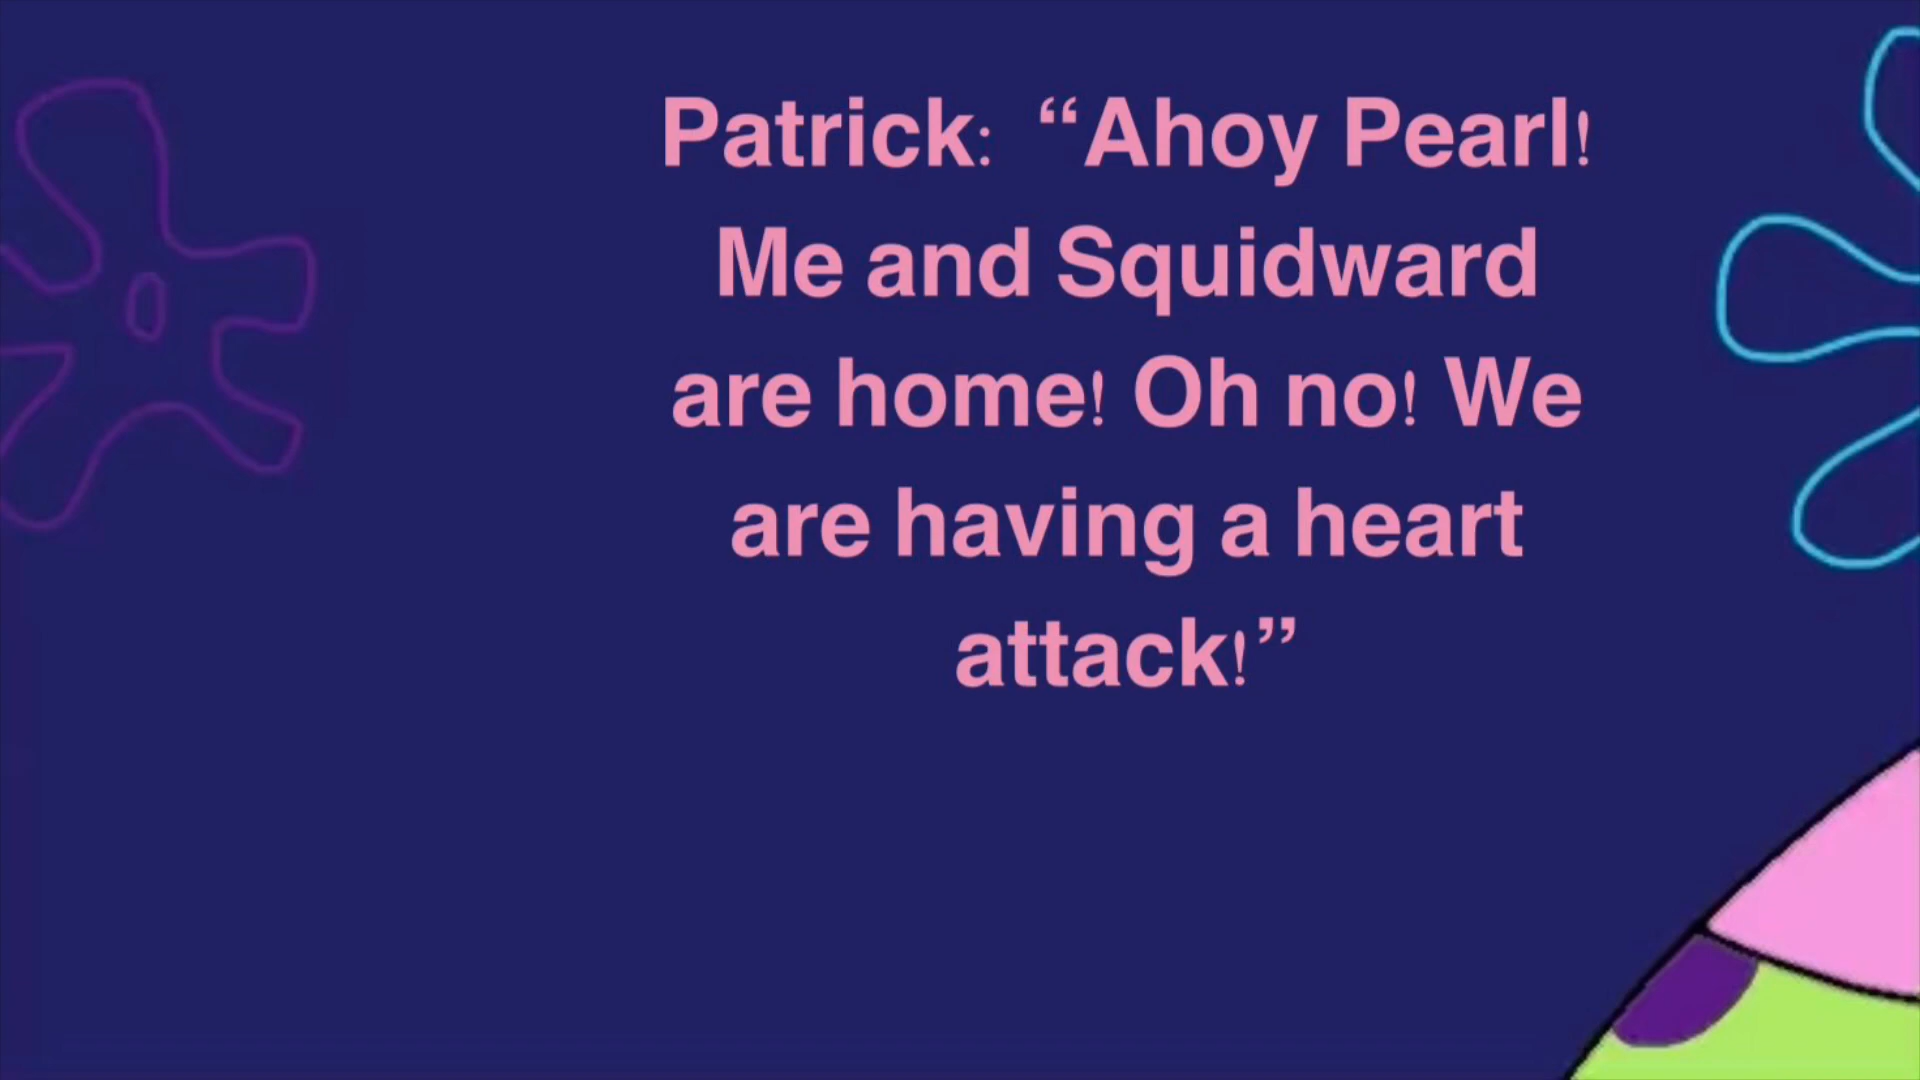 Patrick: “Ahoy Pearl!
Me and Squidward
are home! Oh no! We
are having a heart
attack!”